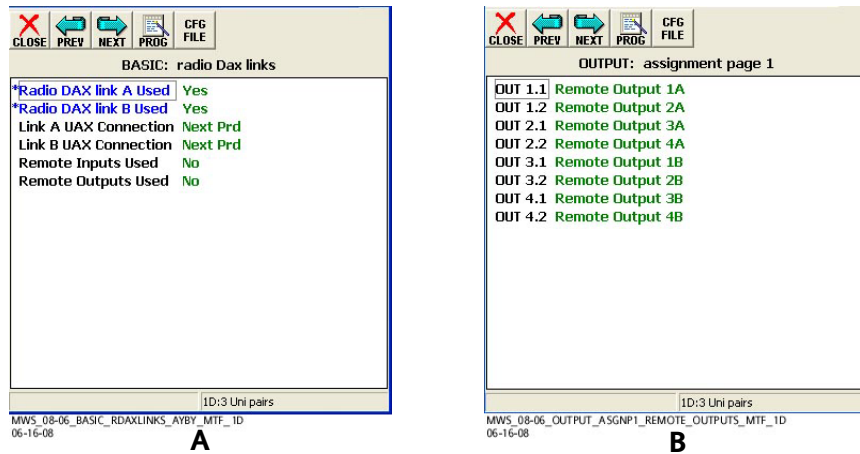 CLOSE PREV NEXT PROG CFG FILE
BASIC: radio Dax links
*Radio DAX link A Used Yes
*Radio DAX link B Used Yes
Link A UAX Connection Next Prd
Link B UAX Connection Next Prd
Remote Inputs Used No
Remote Outputs Used No
1D:3 Uni pairs
MWS_08-06_BASIC_RDAXLINKS_AYBY_MTF_1D
06-16-08
A
CLOSE PREV NEXT PROG CFG FILE
OUTPUT: assignment page 1
OUT 1.1 Remote Output 1A
OUT 1.2 Remote Output 2A
OUT 2.1 Remote Output 3A
OUT 2.2 Remote Output 4A
OUT 3.1 Remote Output 1B
OUT 3.2 Remote Output 2B
OUT 4.1 Remote Output 3B
OUT 4.2 Remote Output 4B
1D:3 Uni pairs
MWS_08-06_OUTPUT_ASGNP1_REMOTE_OUTPUTS_MTF_1D
06-16-08
B